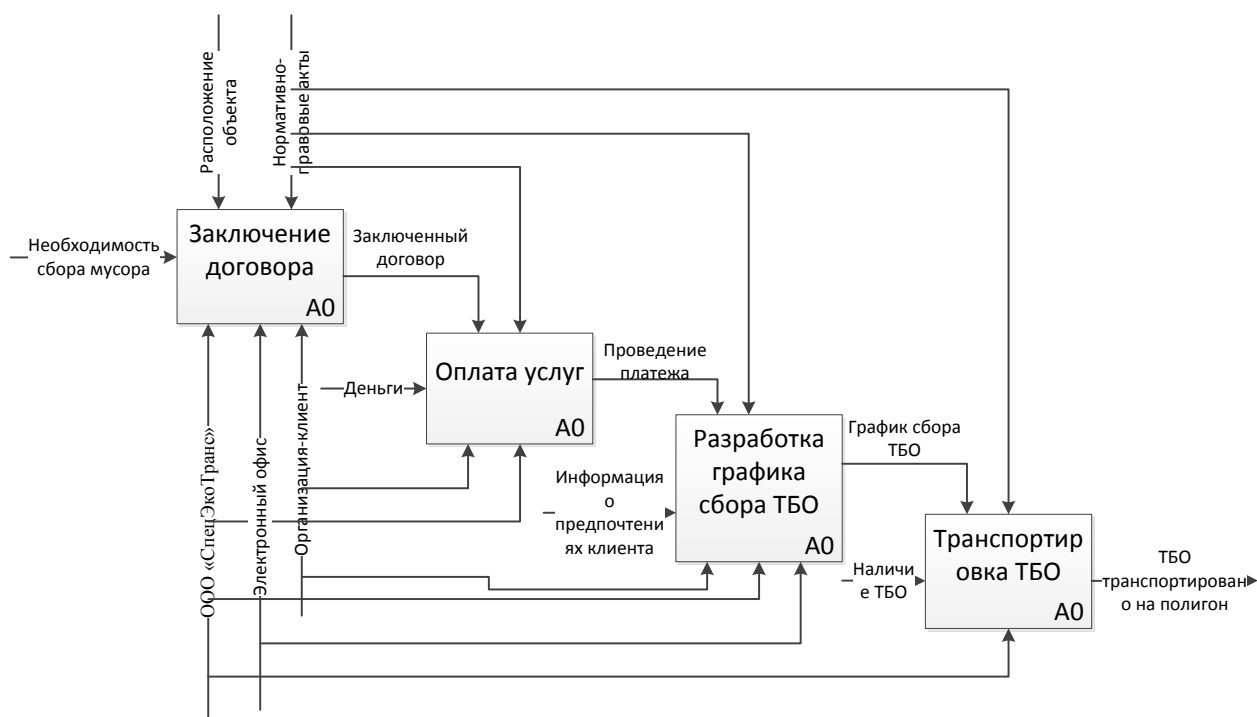 Расположение
объекта
Нормативно-
правовые акты
Необходимость
сбора мусора
Заключение
договора
A0
Заключенный
договор
Деньги
Оплата услуг
A0
Проведение
платежа
Информация
о
предпочтени
ях клиента
Разработка
графика
сбора ТБО
A0
График сбора
ТБО
Наличи
е ТБО
Транспортир
овка ТБО
A0
ТБО
транспортирован
о на полигон
ООО «СпецЭкоТранс»
Электронный офис
Организация-клиент